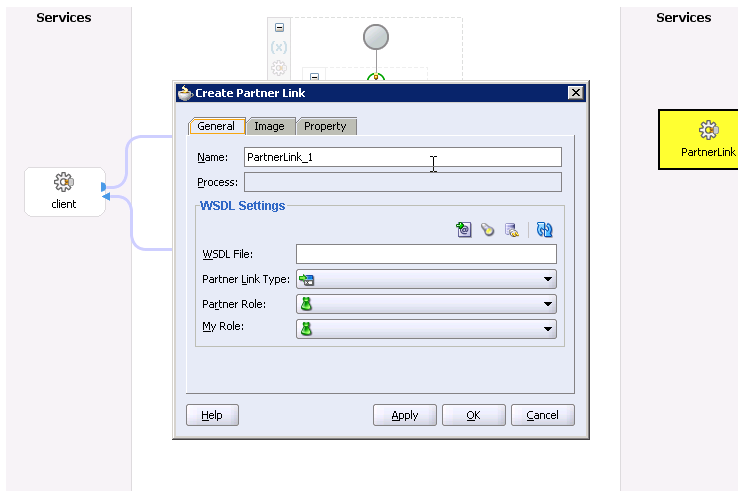 Services
Services
(x)
Create Partner Link
General Image Property
Name: PartnerLink_1
Process:
WSDL Settings
WSDL File:
Partner Link Type:
Partner Role:
My Role:
Help Apply OK Cancel
client
PartnerLink